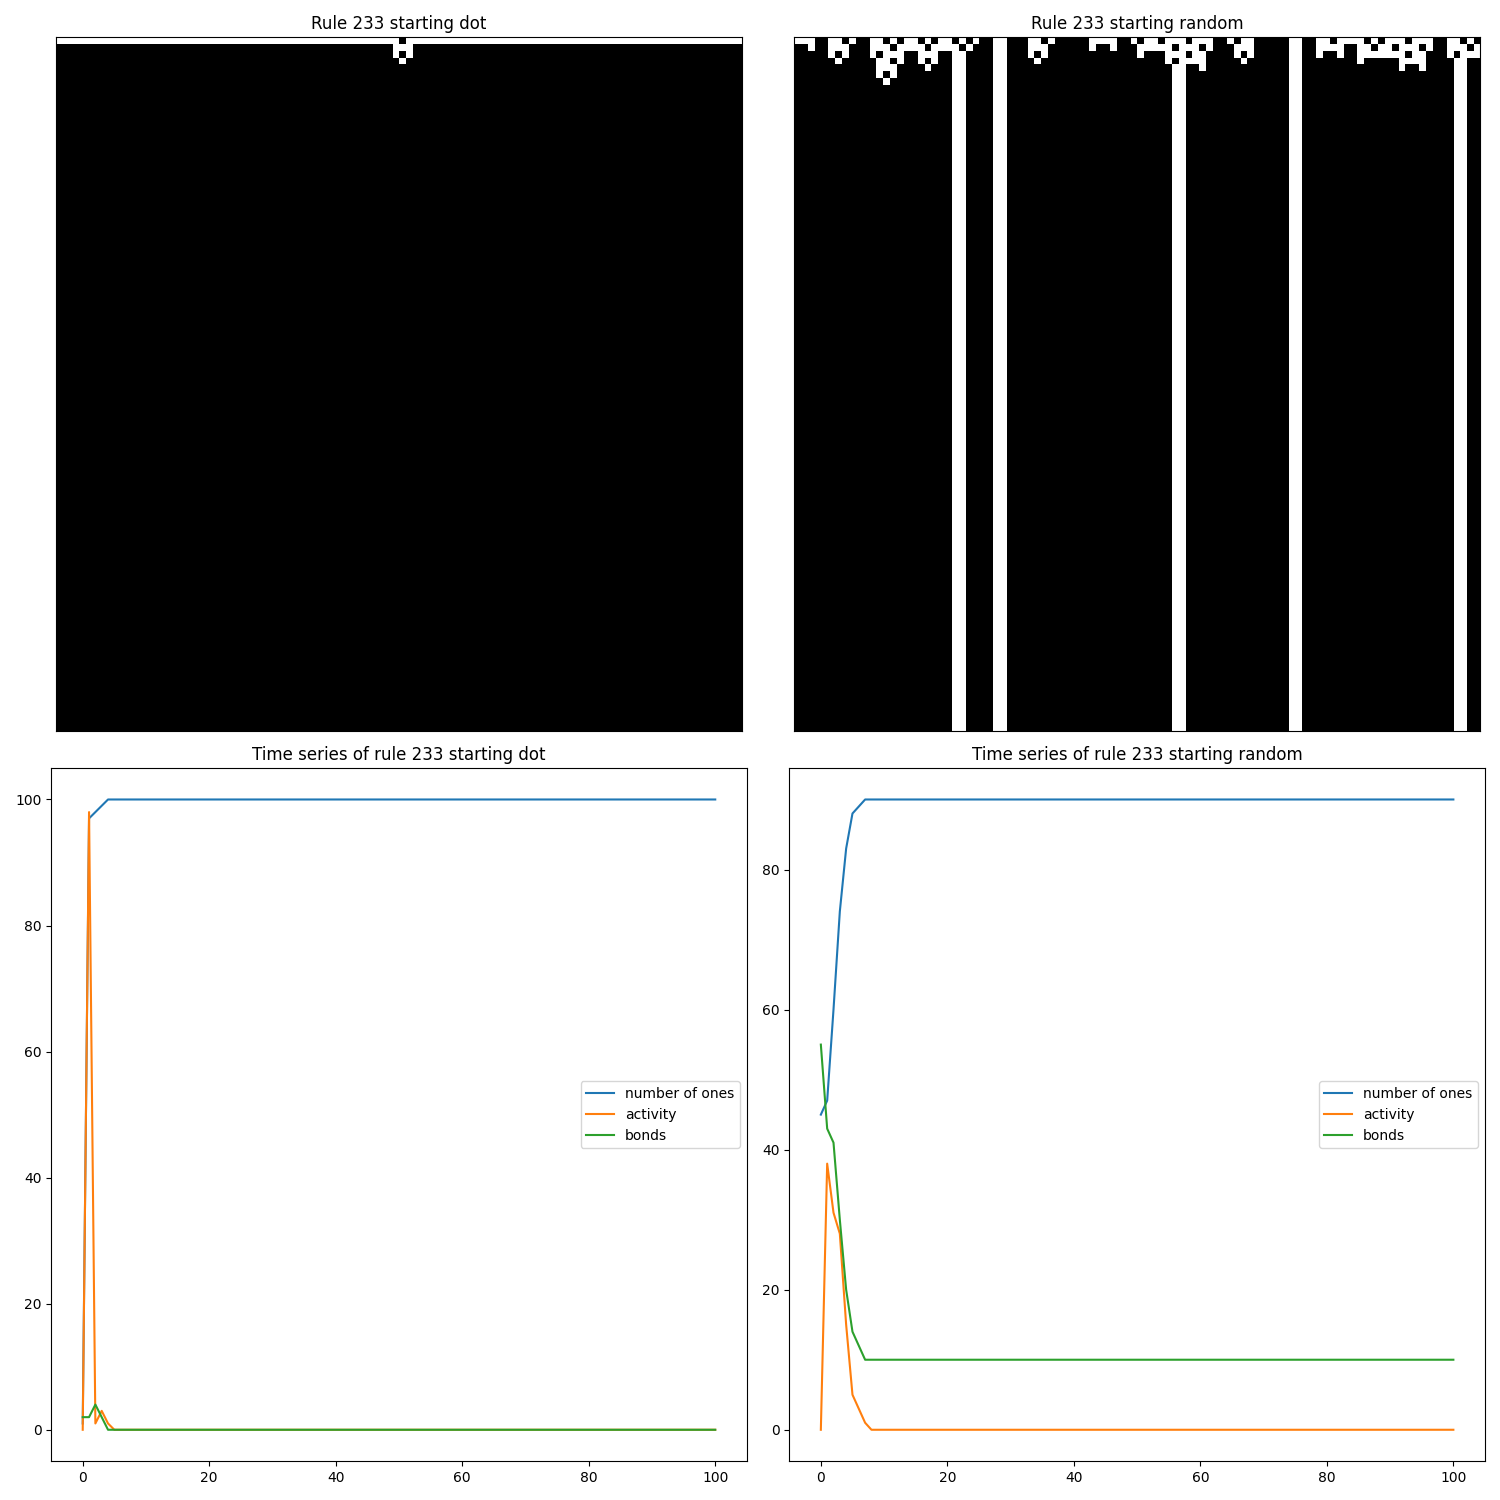 Rule 233 starting dot
Rule 233 starting random
Time series of rule 233 starting dot
100
80
60
40
20
0
0
20
40
60
80
100
number of ones
activity
bonds
Time series of rule 233 starting random
80
60
40
20
0
0
20
40
60
80
100
number of ones
activity
bonds